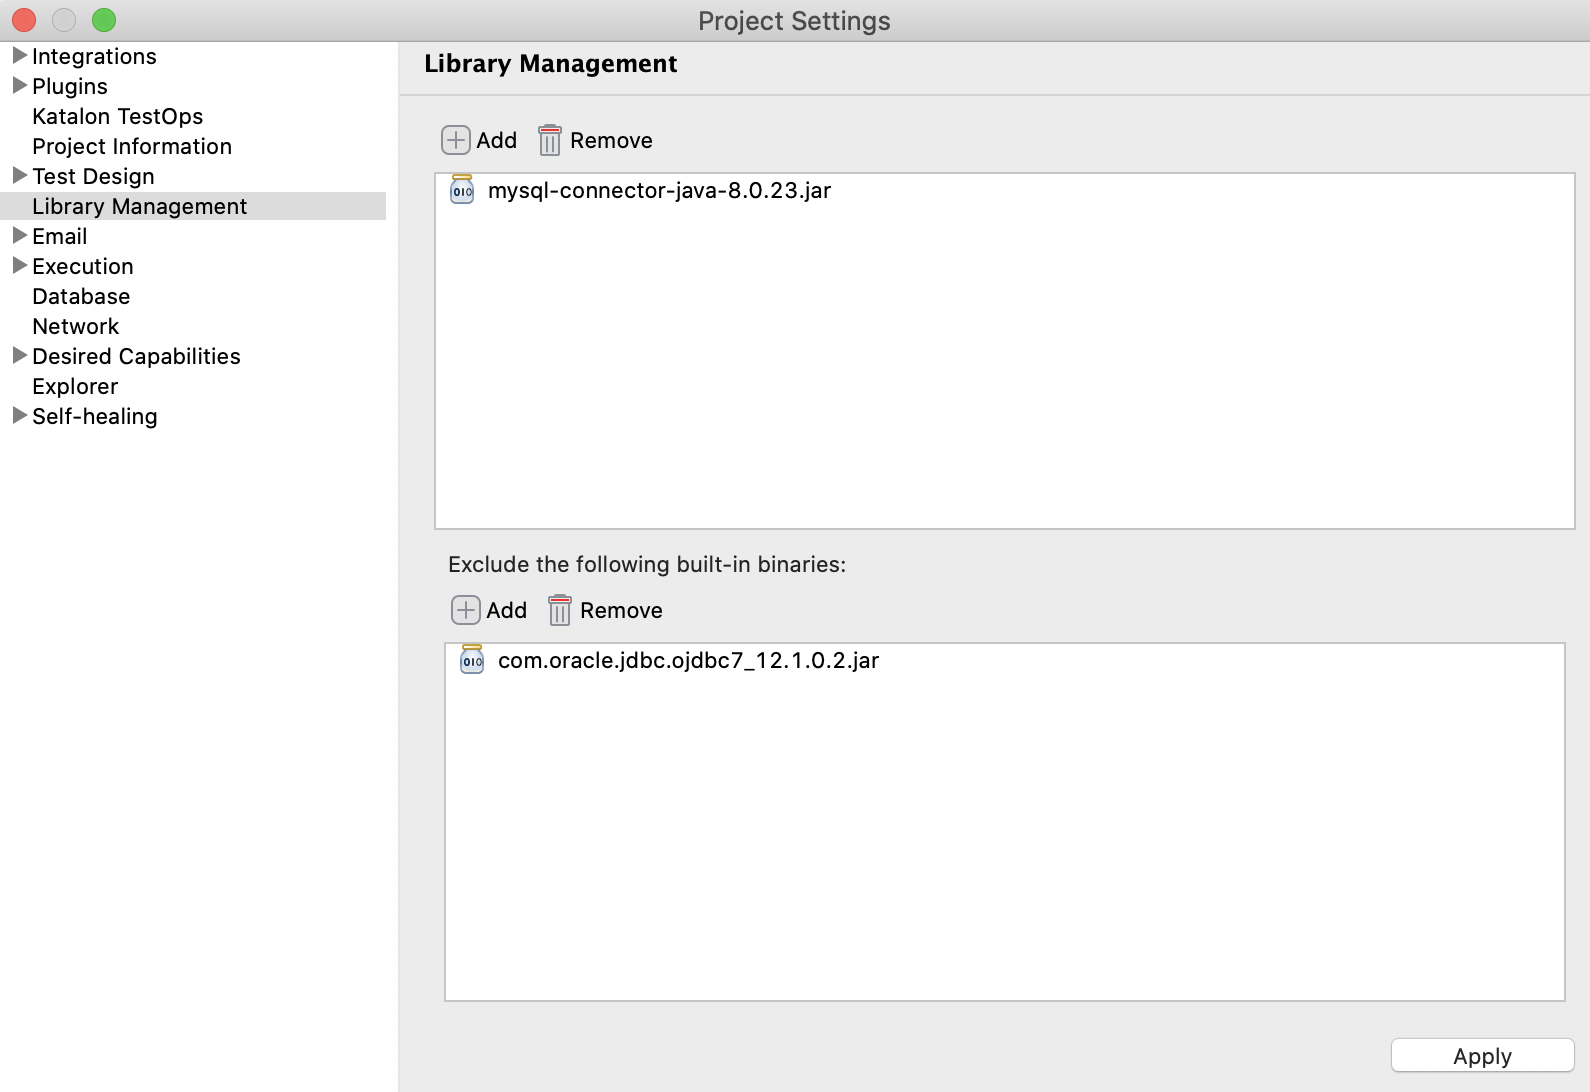 Project Settings
Integrations
Plugins
Katalon TestOps
Project Information
Test Design
Library Management
Email
Execution
Database
Network
Desired Capabilities
Explorer
Self-healing
Library Management
Add Remove
mysql-connector-java-8.0.23.jar
Exclude the following built-in binaries:
Add Remove
com.oracle.jdbc.ojdbc7_12.1.0.2.jar
Apply